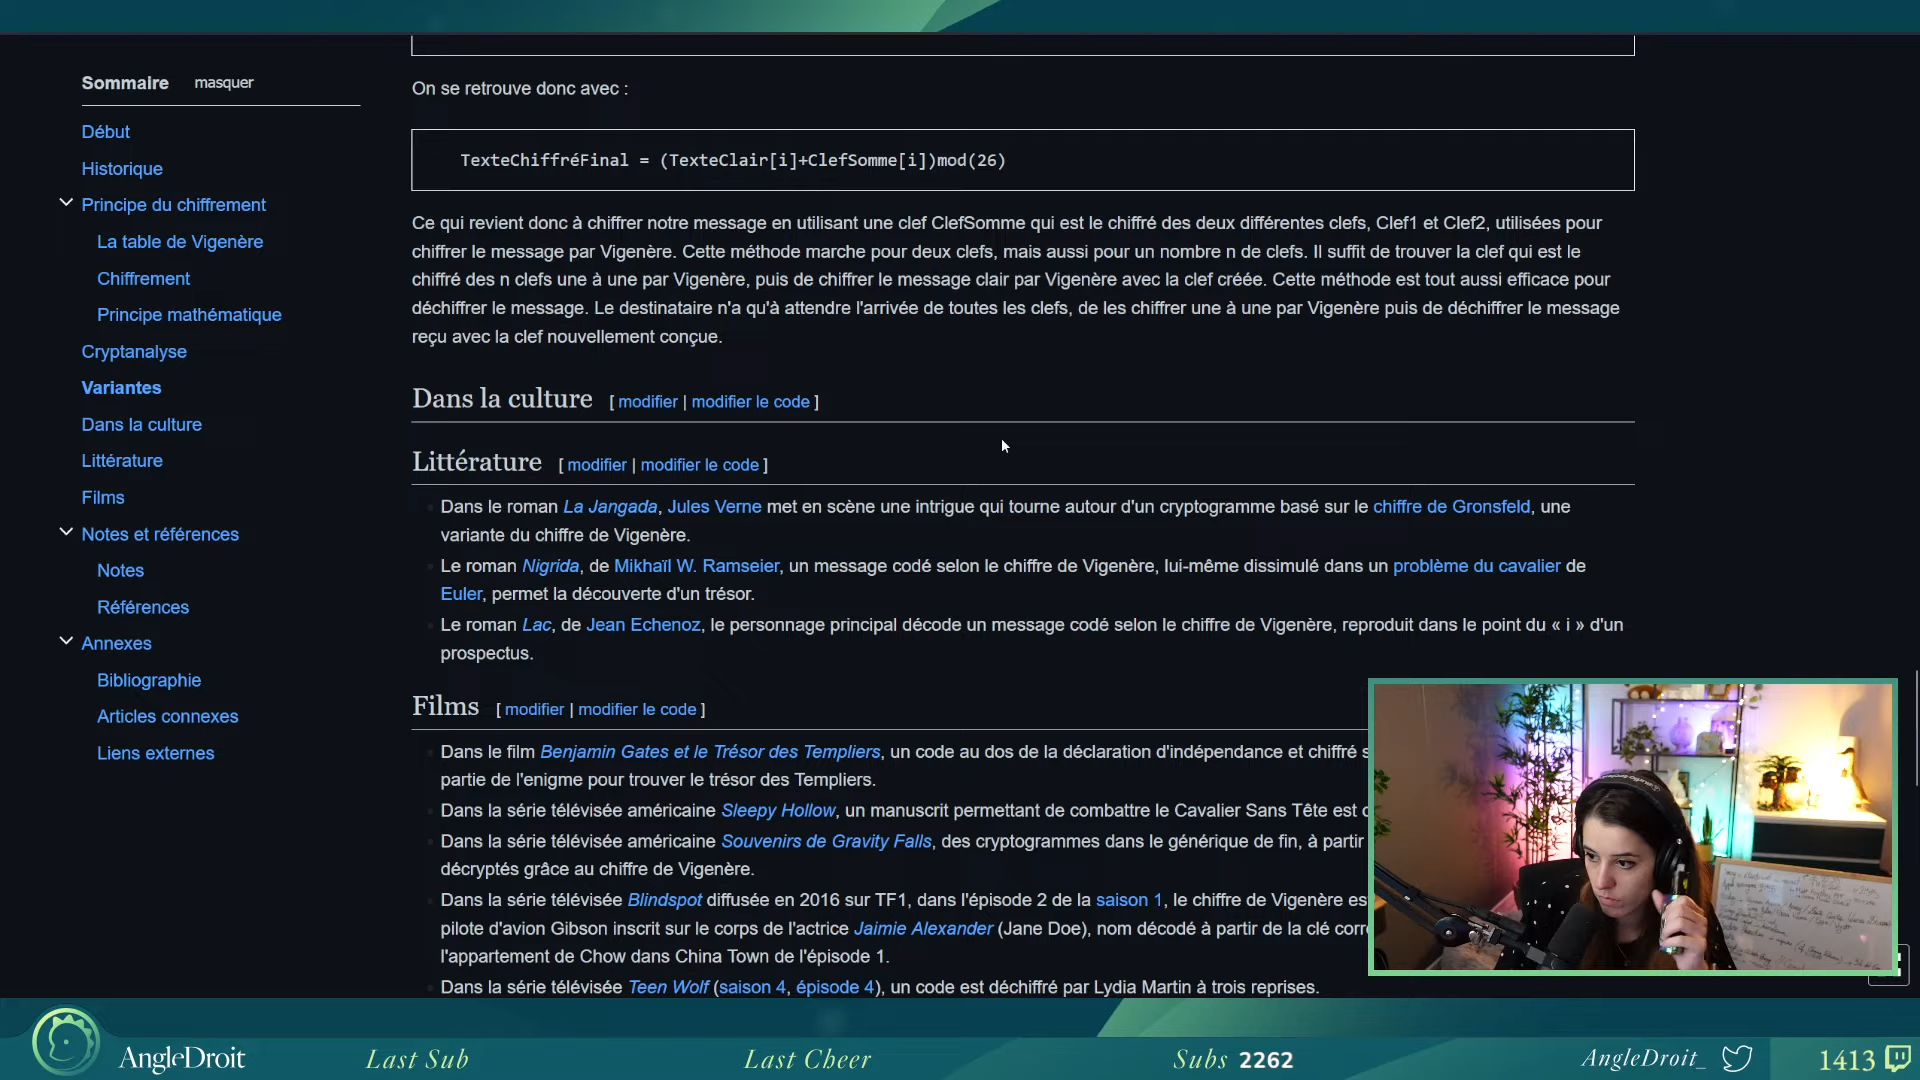 Sommaire masquer
Début
Historique
Principe du chiffrement
La table de Vigenère
Chiffrement
Principe mathématique
Cryptanalyse
Variantes
Dans la culture
Littérature
Films
Notes et références
Notes
Références
Annexes
Bibliographie
Articles connexes
Liens externes
On se retrouve donc avec :
TexteChiffréFinal = (TexteClair[i]+ClefSomme[i])mod(26)
Ce qui revient donc à chiffrer notre message en utilisant une clef ClefSomme qui est le chiffré des deux différentes clefs, Clef1 et Clef2, utilisées pour
chiffrer le message par Vigenère. Cette méthode marche pour deux clefs, mais aussi pour un nombre n de clefs. Il suffit de trouver la clef qui est le
chiffré des n clefs une à une par Vigenère, puis de chiffrer le message clair par Vigenère avec la clef créée. Cette méthode est tout aussi efficace pour
déchiffrer le message. Le destinataire n'a qu'à attendre l'arrivée de toutes les clefs, de les chiffrer une à une par Vigenère puis de déchiffrer le message
reçu avec la clef nouvellement conçue.
Dans la culture [ modifier | modifier le code ]
Littérature [ modifier | modifier le code ]
Dans le roman La Jangada, Jules Verne met en scène une intrigue qui tourne autour d'un cryptogramme basé sur le chiffre de Gronsfeld, une
variante du chiffre de Vigenère.
Le roman Nigrida, de Mikhaïl W. Ramseier, un message codé selon le chiffre de Vigenère, lui-même dissimulé dans un problème du cavalier de
Euler, permet la découverte d'un trésor.
Le roman Lac, de Jean Echenoz, le personnage principal décode un message codé selon le chiffre de Vigenère, reproduit dans le point du « i » d'un
prospectus.
Films [ modifier | modifier le code ]
Dans le film Benjamin Gates et le Trésor des Templiers, un code au dos de la déclaration d'indépendance et chiffré
partie de l'enigme pour trouver le trésor des Templiers.
Dans la série télévisée américaine Sleepy Hollow, un manuscrit permettant de combattre le Cavalier Sans Tête est
Dans la série télévisée américaine Souvenirs de Gravity Falls, des cryptogrammes dans le générique de fin, à partir
décryptés grâce au chiffre de Vigenère.
Dans la série télévisée Blindspot diffusée en 2016 sur TF1, dans l'épisode 2 de la saison 1, le chiffre de Vigenère
pilote d'avion Gibson inscrit sur le corps de l'actrice Jaimie Alexander (Jane Doe), nom décodé à partir de la clé
l'appartement de Chow dans China Town de l'épisode 1.
Dans la série télévisée Teen Wolf (saison 4, épisode 4), un code est déchiffré par Lydia Martin à trois reprises.
AngleDroit Last Sub Last Cheer Subs 2262 AngleDroit_ 1413